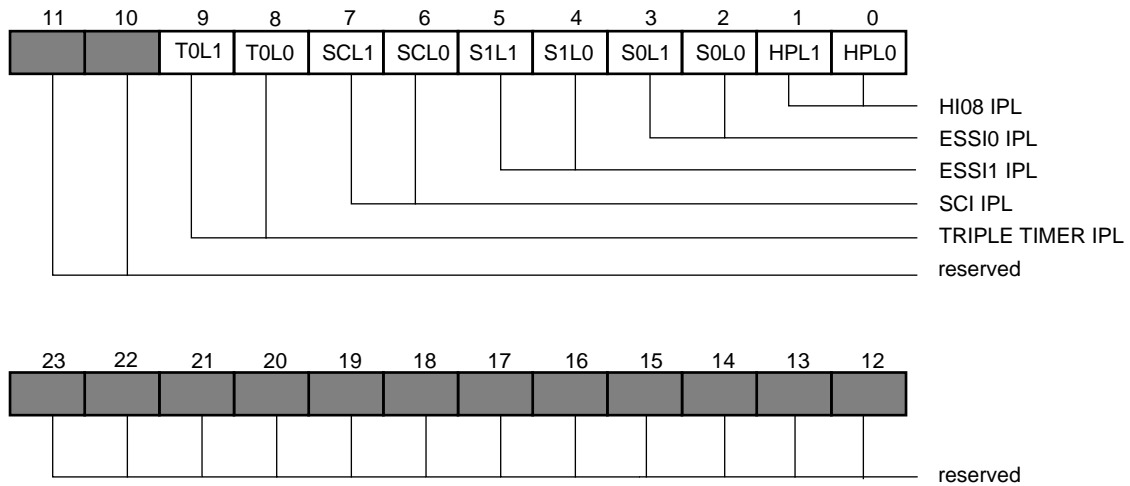 11 10 9 8 7 6 5 4 3 2 1 0
T0L1 T0L0 SCL1 SCL0 S1L1 S1L0 S0L1 S0L0 HPL1 HPL0
HI08 IPL
ESSI0 IPL
ESSI1 IPL
SCI IPL
TRIPLE TIMER IPL
reserved
23 22 21 20 19 18 17 16 15 14 13 12
reserved